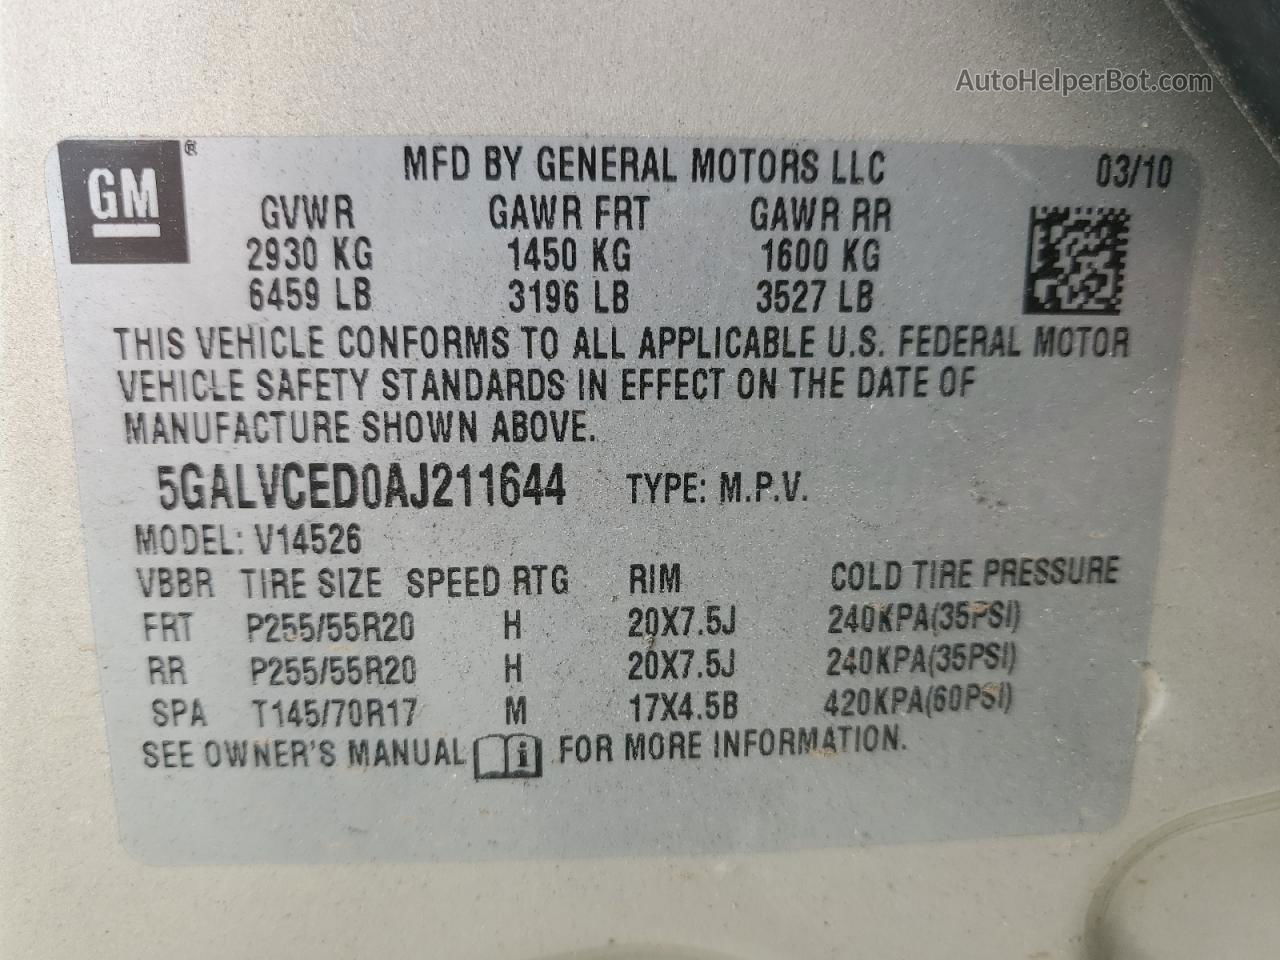 AutoHelperBot.com
GM ®
MFD BY GENERAL MOTORS LLC 03/10
GVWR GAWR FRT GAWR RR
2930 KG 1450 KG 1600 KG
6459 LB 3196 LB 3527 LB
THIS VEHICLE CONFORMS TO ALL APPLICABLE U.S. FEDERAL MOTOR
VEHICLE SAFETY STANDARDS IN EFFECT ON THE DATE OF
MANUFACTURE SHOWN ABOVE.
5GALVCED0AJ211644 TYPE: M.P.V.
MODEL: V14526
VBBR TIRE SIZE SPEED RTG RIM COLD TIRE PRESSURE
FRT P255/55R20 H 20X7.5J 240KPA(35PSI)
RR P255/55R20 H 20X7.5J 240KPA(35PSI)
SPA T145/70R17 M 17X4.5B 420KPA(60PSI)
SEE OWNER'S MANUAL i FOR MORE INFORMATION.